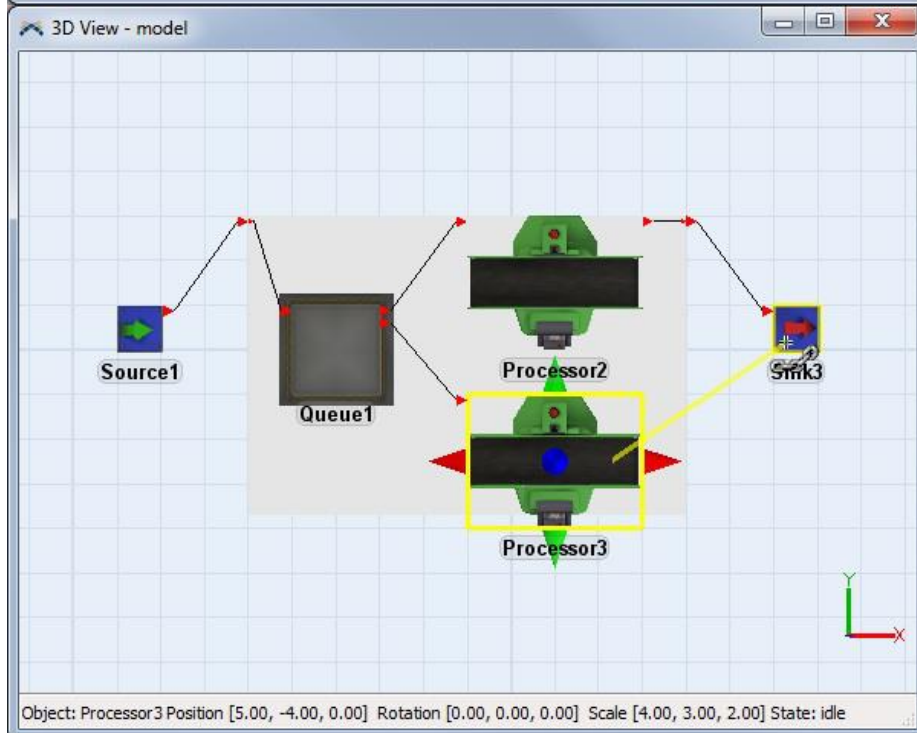 3D View - model
Source1
Queue1
Processor2
Sink3
Processor3
Y
X
Object: Processor3 Position [5.00, -4.00, 0.00] Rotation [0.00, 0.00, 0.00] Scale [4.00, 3.00, 2.00] State: idle